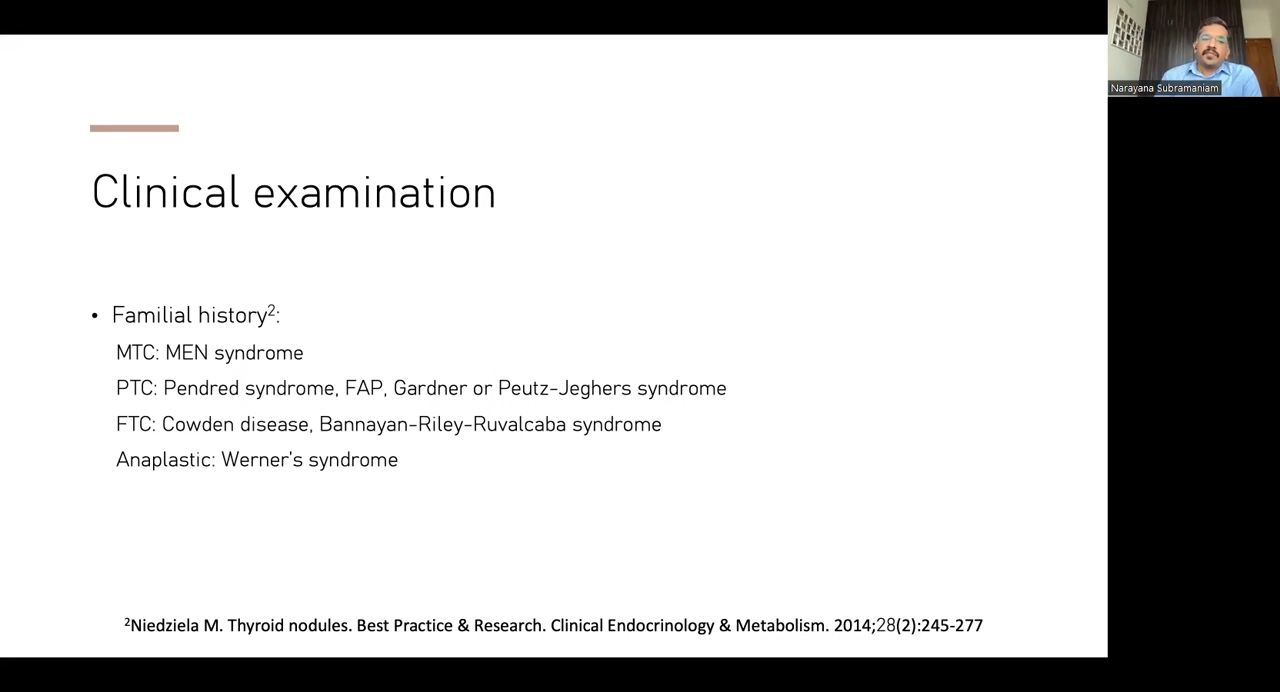 Narayana Subramaniam
Clinical examination
• Familial history²:
MTC: MEN syndrome
PTC: Pendred syndrome, FAP, Gardner or Peutz-Jeghers syndrome
FTC: Cowden disease, Bannayan-Riley-Ruvalcaba syndrome
Anaplastic: Werner's syndrome
²Niedziela M. Thyroid nodules. Best Practice & Research. Clinical Endocrinology & Metabolism. 2014;28(2):245-277